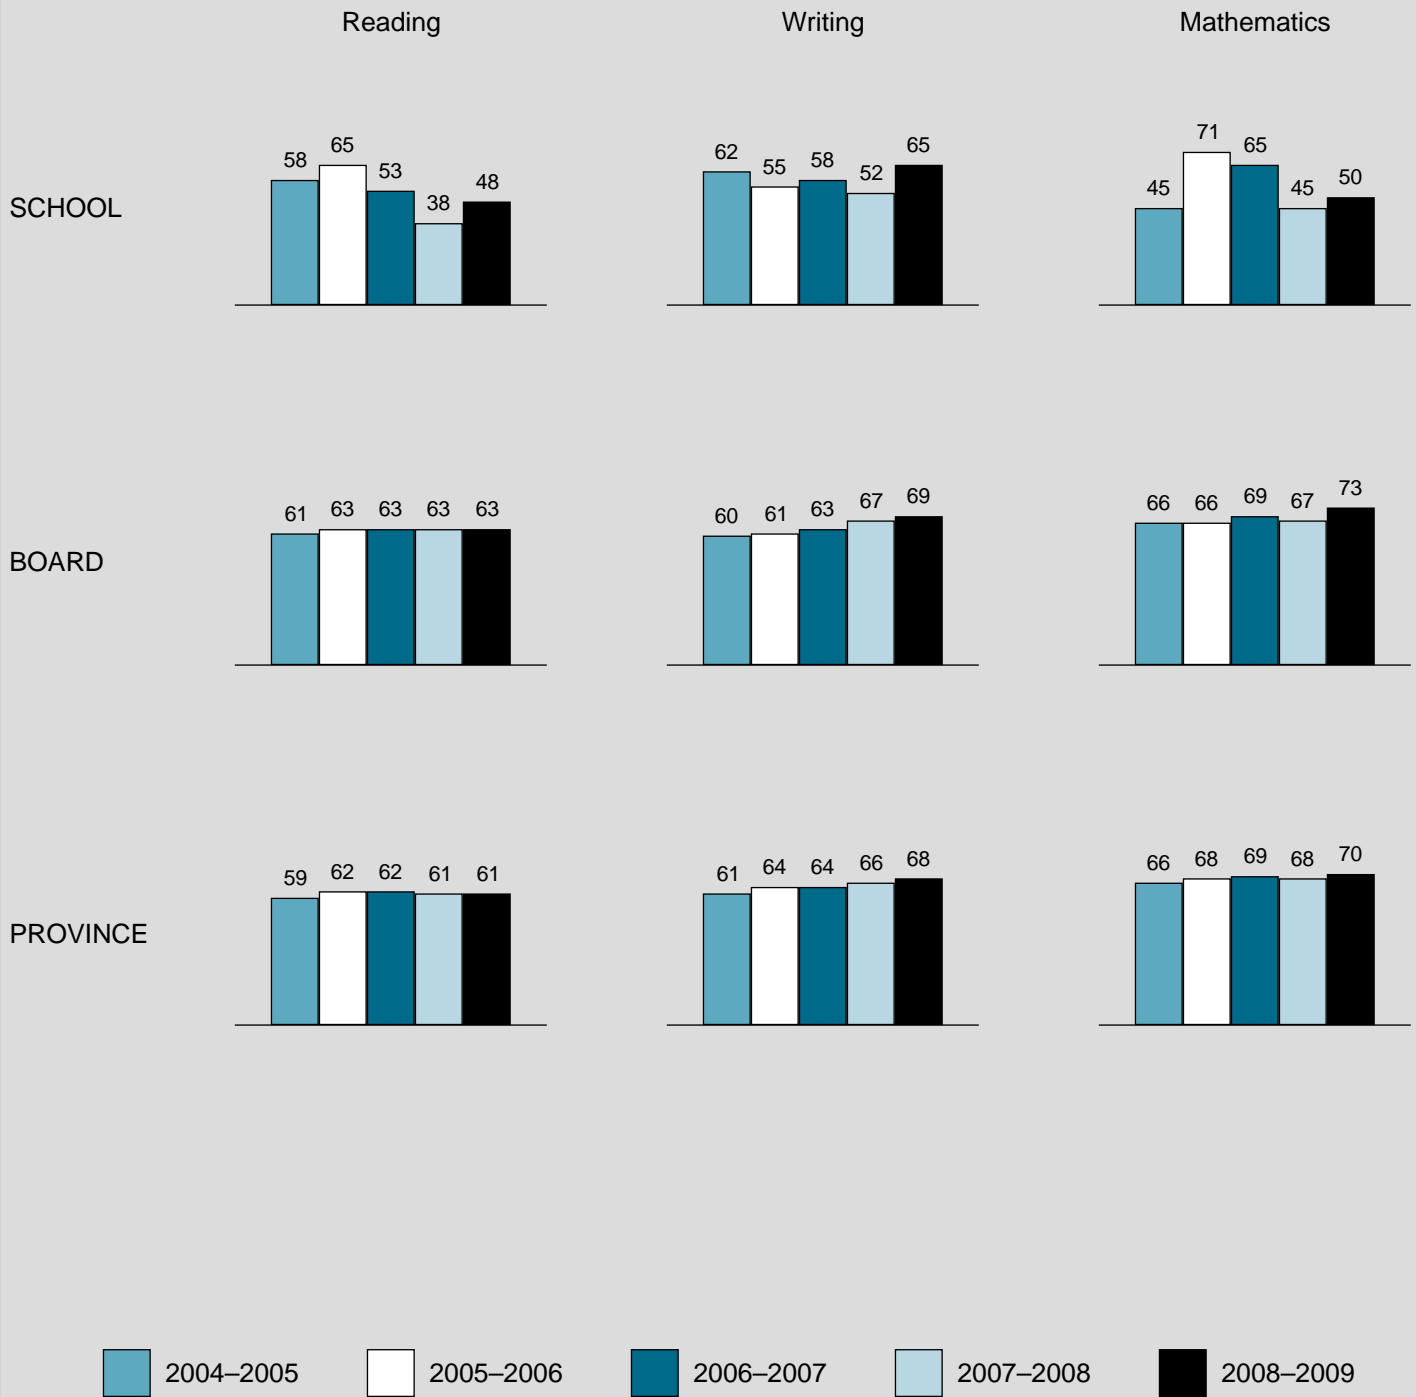 Reading Writing Mathematics
SCHOOL
58 65 53 38 48
62 55 58 52 65
45 71 65 45 50
BOARD
61 63 63 63 63
60 61 63 67 69
66 66 69 67 73
PROVINCE
59 62 62 61 61
61 64 64 66 68
66 68 69 68 70
2004–2005 2005–2006 2006–2007 2007–2008 2008–2009